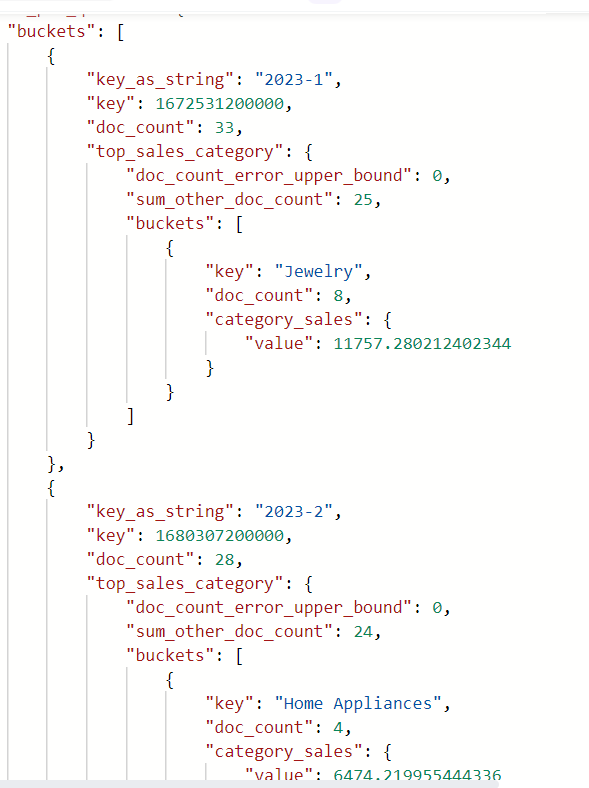 "buckets": [
{
"key_as_string": "2023-1",
"key": 1672531200000,
"doc_count": 33,
"top_sales_category": {
"doc_count_error_upper_bound": 0,
"sum_other_doc_count": 25,
"buckets": [
{
"key": "Jewelry",
"doc_count": 8,
"category_sales": {
"value": 11757.280212402344
}
}
]
}
},
{
"key_as_string": "2023-2",
"key": 1680307200000,
"doc_count": 28,
"top_sales_category": {
"doc_count_error_upper_bound": 0,
"sum_other_doc_count": 24,
"buckets": [
{
"key": "Home Appliances",
"doc_count": 4,
"category_sales": {
"value": 6474.219955444336